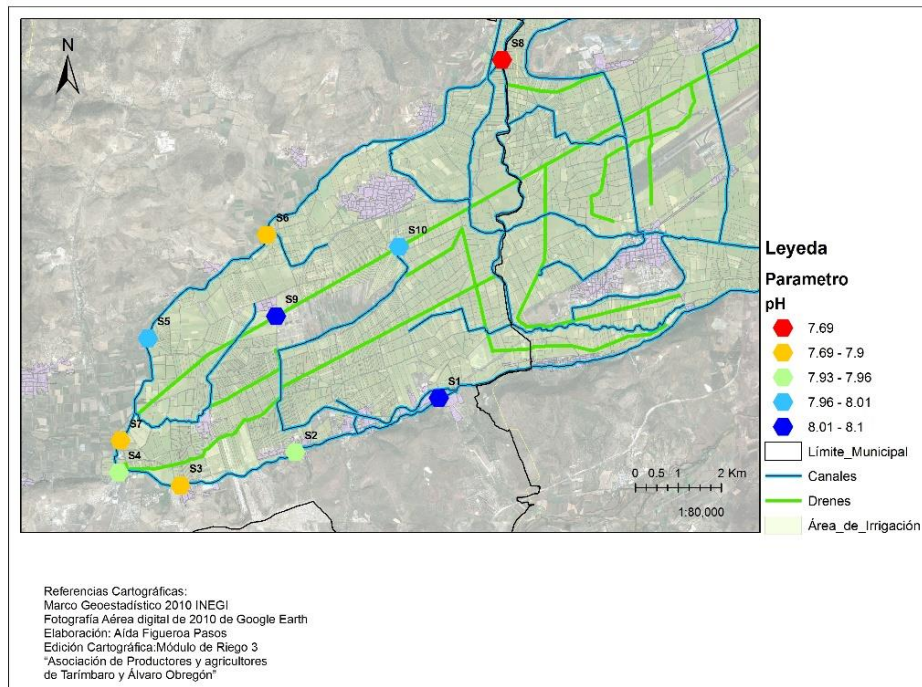 N
S8
S6
S10
S9
S5
S1
S7
S2
S4
S3
0 0.5 1 2 Km
1:80,000
Leyeda
Parametro
pH
7.69
7.69 - 7.9
7.93 - 7.96
7.96 - 8.01
8.01 - 8.1
Límite_Municipal
Canales
Drenes
Área_de_Irrigación
Referencias Cartográficas:
Marco Geoestadístico 2010 INEGI
Fotografía Aérea digital de 2010 de Google Earth
Elaboración: Aída Figueroa Pasos
Edición Cartográfica:Módulo de Riego 3
“Asociación de Productores y agricultores
de Tarímbaro y Álvaro Obregón”